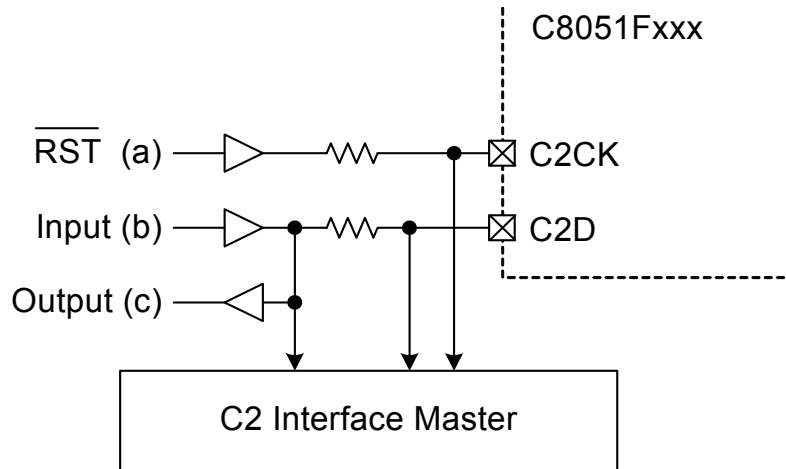 C8051Fxxx
RST (a)
C2CK
Input (b)
C2D
Output (c)
C2 Interface Master